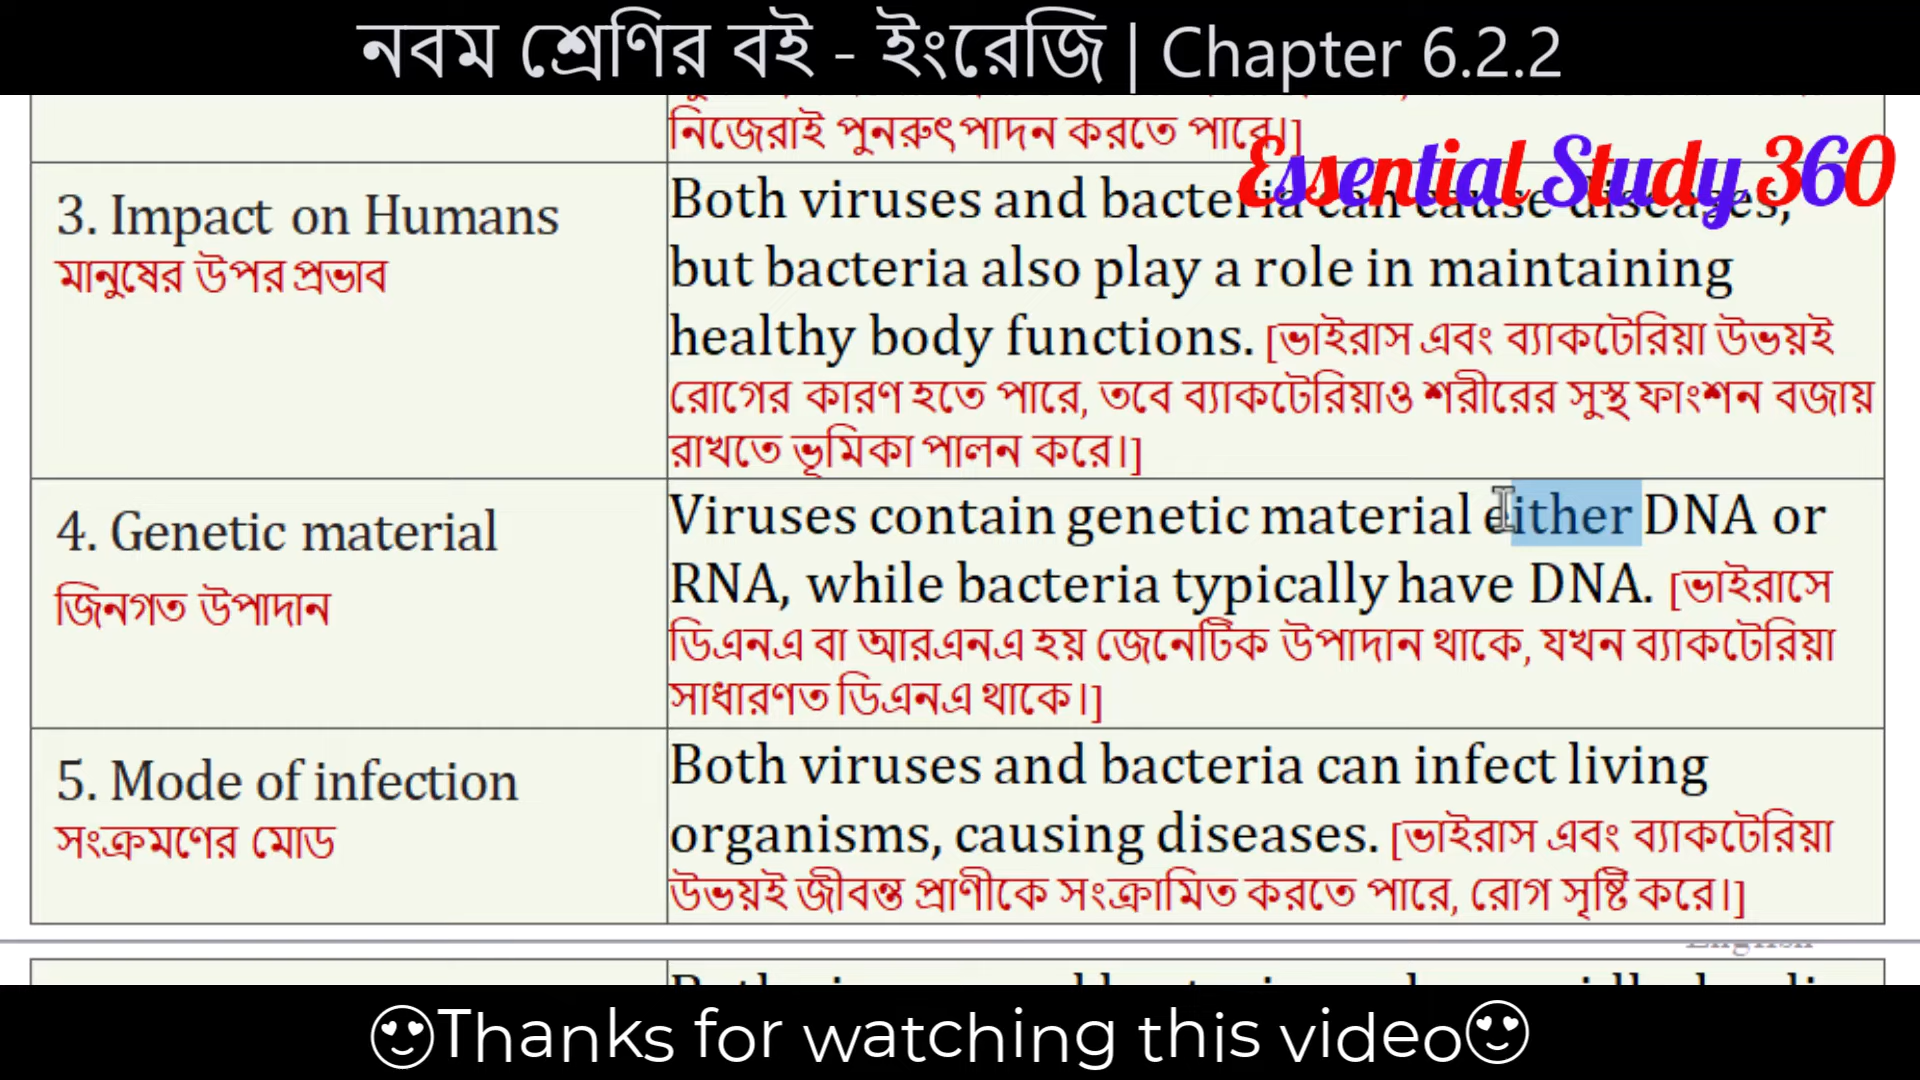 নবম শ্রেণির বই - ইংরেজি | Chapter 6.2.2
নিজেরাই পুনরুৎপাদন করতে পারে।]
Essential Study 360
3. Impact on Humans
মানুষের উপর প্রভাব
Both viruses and bacteria can cause diseases,
but bacteria also play a role in maintaining
healthy body functions. [ভাইরাস এবং ব্যাকটেরিয়া উভয়ই
রোগের কারণ হতে পারে, তবে ব্যাকটেরিয়াও শরীরের সুস্থ ফাংশন বজায়
রাখতে ভূমিকা পালন করে।]
4. Genetic material
জিনগত উপাদান
Viruses contain genetic material either DNA or
RNA, while bacteria typically have DNA. [ভাইরাসে
ডিএনএ বা আরএনএ হয় জেনেটিক উপাদান থাকে, যখন ব্যাকটেরিয়া
সাধারণত ডিএনএ থাকে।]
5. Mode of infection
সংক্রমণের মোড
Both viruses and bacteria can infect living
organisms, causing diseases. [ভাইরাস এবং ব্যাকটেরিয়া
উভয়ই জীবন্ত প্রাণীকে সংক্রামিত করতে পারে, রোগ সৃষ্টি করে।]
Thanks for watching this video